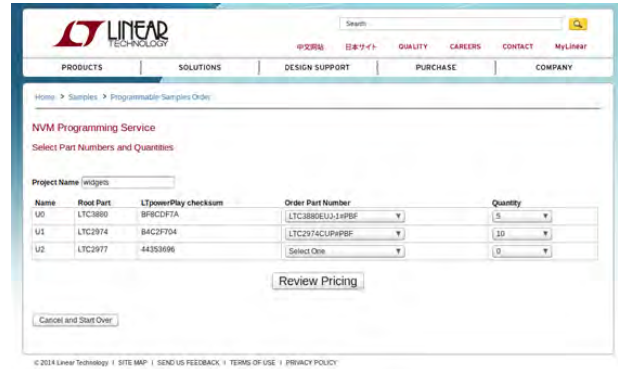 LINEAR
TECHNOLOGY
Search
中文网站 日本サイト QUALITY CAREERS CONTACT MyLinear
PRODUCTS SOLUTIONS DESIGN SUPPORT PURCHASE COMPANY
Home > Samples > Programmable Samples Order
NVM Programming Service
Select Part Numbers and Quantities
Project Name widgets
Name Root Part LTpowerPlay checksum Order Part Number Quantity
U0 LTC3880 BF8CDF7A LTC3880EUJ-1#PBF 5
U1 LTC2974 B4C2F704 LTC2974CUP#PBF 10
U2 LTC2977 44353696 Select One 0
Review Pricing
Cancel and Start Over
© 2014 Linear Technology | SITE MAP | SEND US FEEDBACK | TERMS OF USE | PRIVACY POLICY